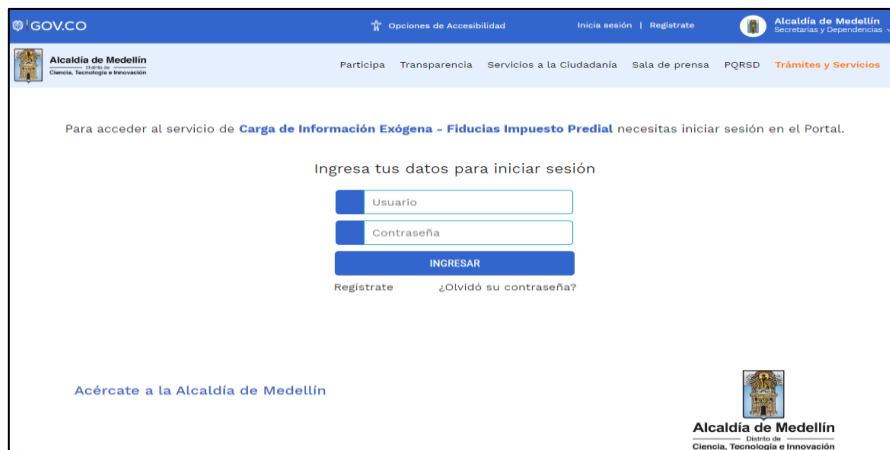 GOV.CO
Opciones de Accesibilidad
Inicia sesión | Regístrate
Alcaldía de Medellín
Secretarías y Dependencias
Alcaldía de Medellín
Distrito de
Ciencia, Tecnología e Innovación
Participa Transparencia Servicios a la Ciudadanía Sala de prensa PQRSD Trámites y Servicios
Para acceder al servicio de Carga de Información Exógena - Fiducias Impuesto Predial necesitas iniciar sesión en el Portal.
Ingresa tus datos para iniciar sesión
Usuario
Contraseña
INGRESAR
Regístrate ¿Olvidó su contraseña?
Acércate a la Alcaldía de Medellín
Alcaldía de Medellín
Distrito de
Ciencia, Tecnología e Innovación